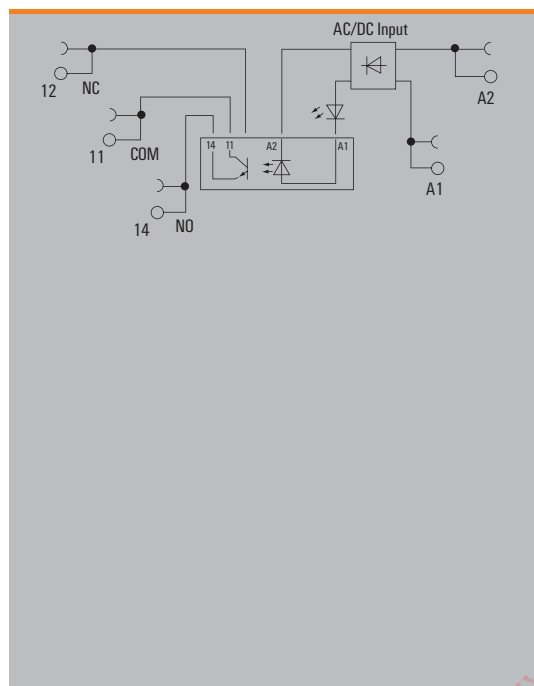 AC/DC Input
12 NC
A2
11 COM
14 11 A2 A1
A1
14 NO